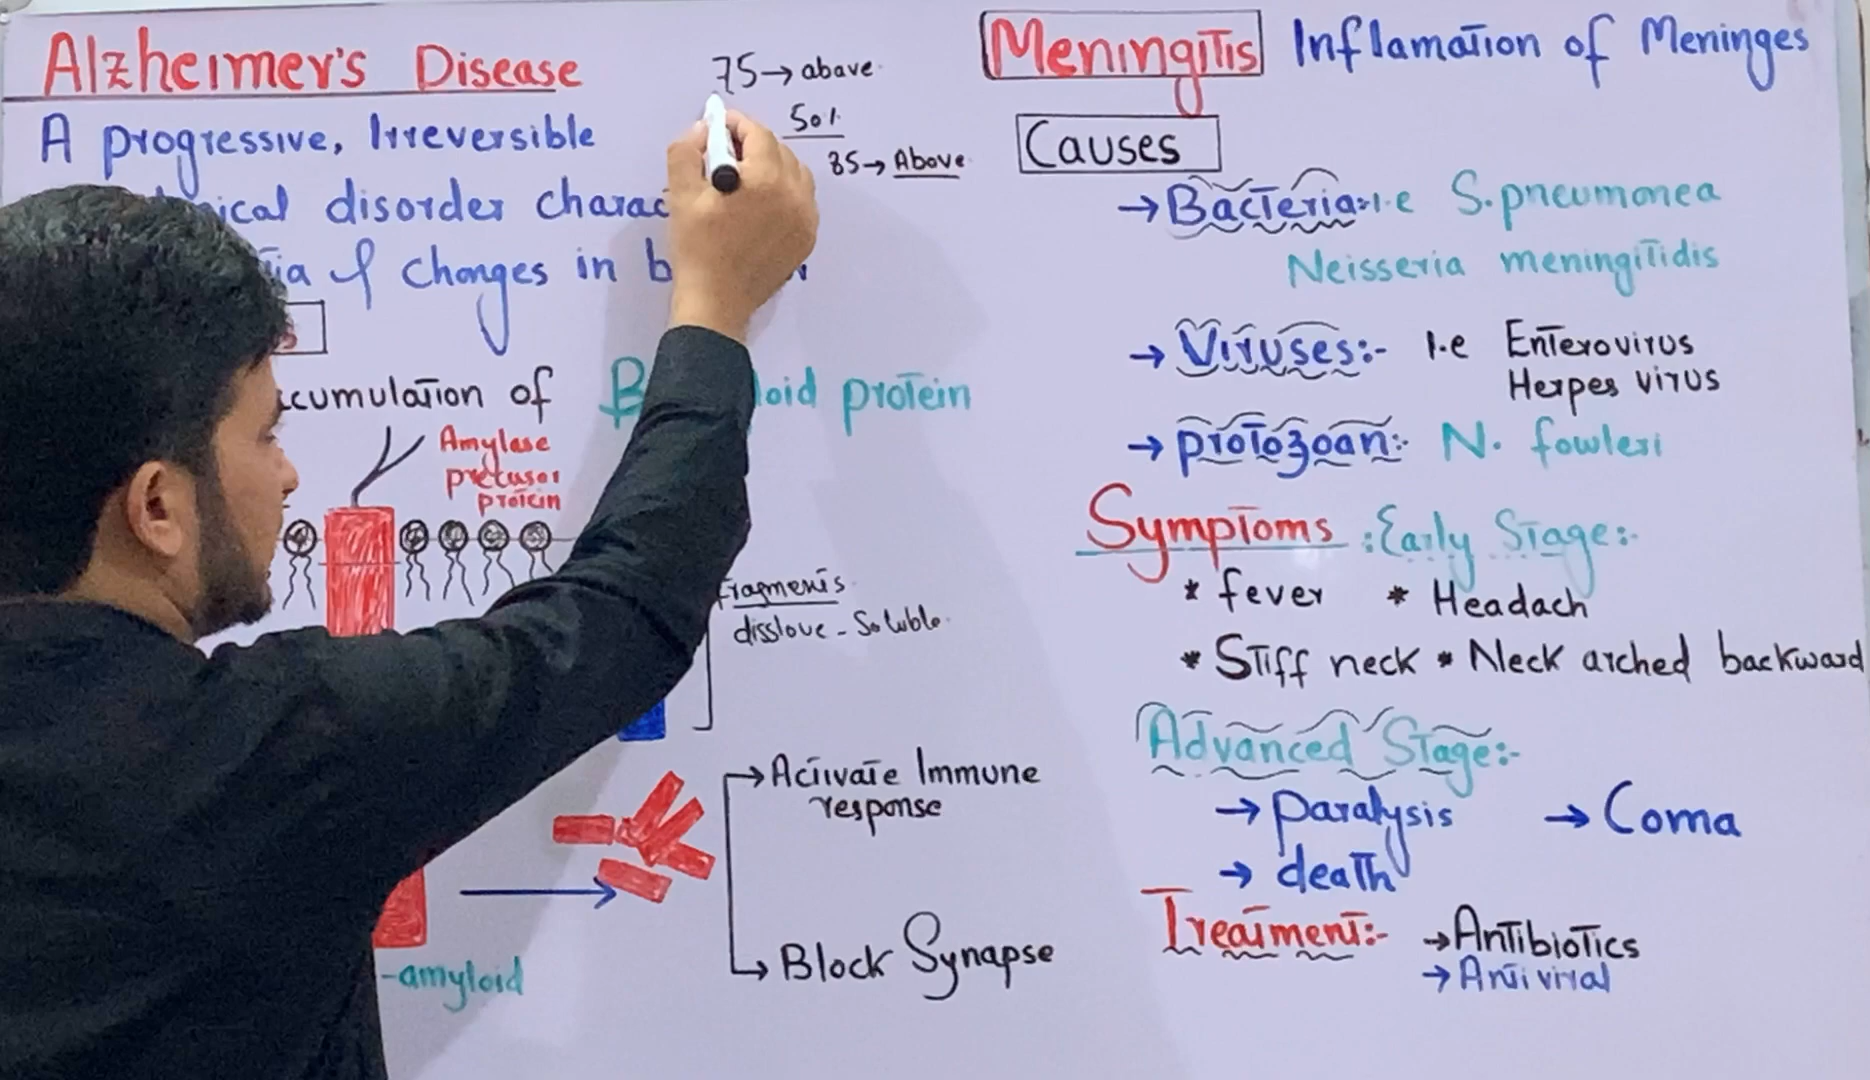 Alzheimer's Disease
75→above
50%
85→Above
A progressive, Irreversible
ical disorder charac
ia & changes in b
ccumulation of B loid protein
Amylase
precusor
protein
fragments
disslove - Soluble
→Activate Immune
response
→Block Synapse
-amyloid
Meningitis Inflamation of Meninges
Causes
→Bacteria:-i.e S.pneumonea
Neisseria meningitidis
→Viruses:- i.e Enterovirus
Herpes virus
→protozoan:- N. fowleri
Symptoms :Early Stage:-
* fever * Headach
* Stiff neck * Neck arched backward
Advanced Stage:-
→paralysis →Coma
→death
Treatment:- →Antibiotics
→Antiviral